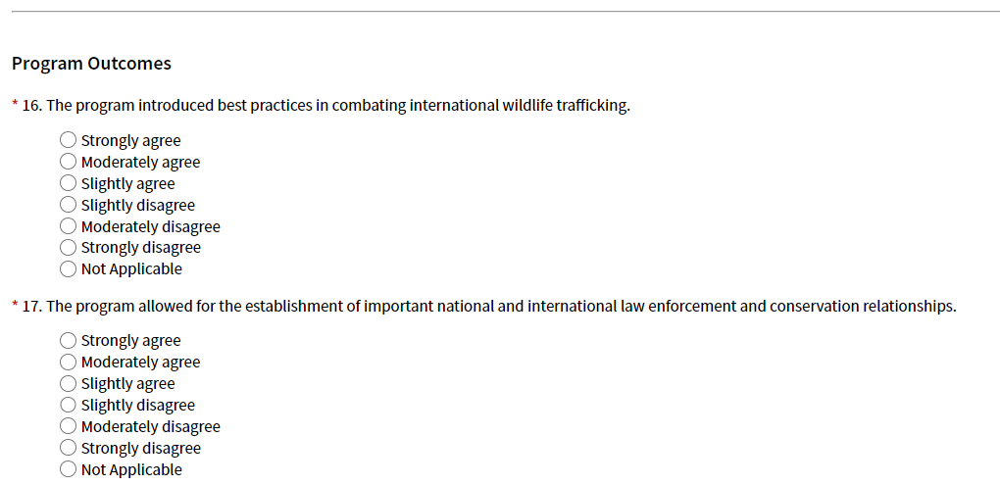 Program Outcomes
* 16. The program introduced best practices in combating international wildlife trafficking.
Strongly agree
Moderately agree
Slightly agree
Slightly disagree
Moderately disagree
Strongly disagree
Not Applicable
* 17. The program allowed for the establishment of important national and international law enforcement and conservation relationships.
Strongly agree
Moderately agree
Slightly agree
Slightly disagree
Moderately disagree
Strongly disagree
Not Applicable